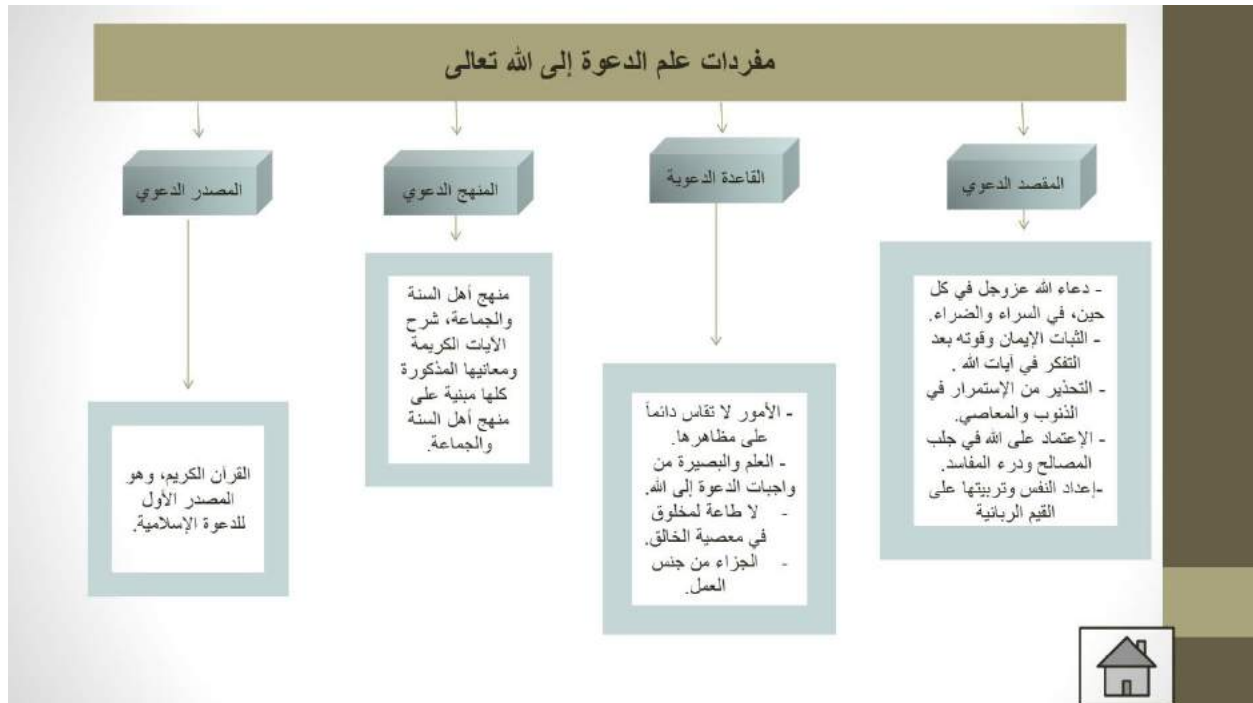 مفردات علم الدعوة إلى الله تعالى
المقصد الدعوي
- دعاء الله عزوجل في كل
حين، في السراء والضراء.
- الثبات الإيمان وقوته بعد
التفكر في آيات الله .
- التحذير من الإستمرار في
الذنوب والمعاصي.
- الإعتماد على الله في جلب
المصالح ودرء المفاسد.
-إعداد النفس وتربيتها على
القيم الربانية
القاعدة الدعوية
- الأمور لا تقاس دائماً
على مظاهرها.
- العلم والبصيرة من
واجبات الدعوة إلى الله.
- لا طاعة لمخلوق
في معصية الخالق.
- الجزاء من جنس
العمل.
المنهج الدعوي
منهج أهل السنة
والجماعة، شرح
الآيات الكريمة
ومعانيها المذكورة
كلها مبنية على
منهج أهل السنة
والجماعة.
المصدر الدعوي
القرآن الكريم، وهو
المصدر الأول
للدعوة الإسلامية.